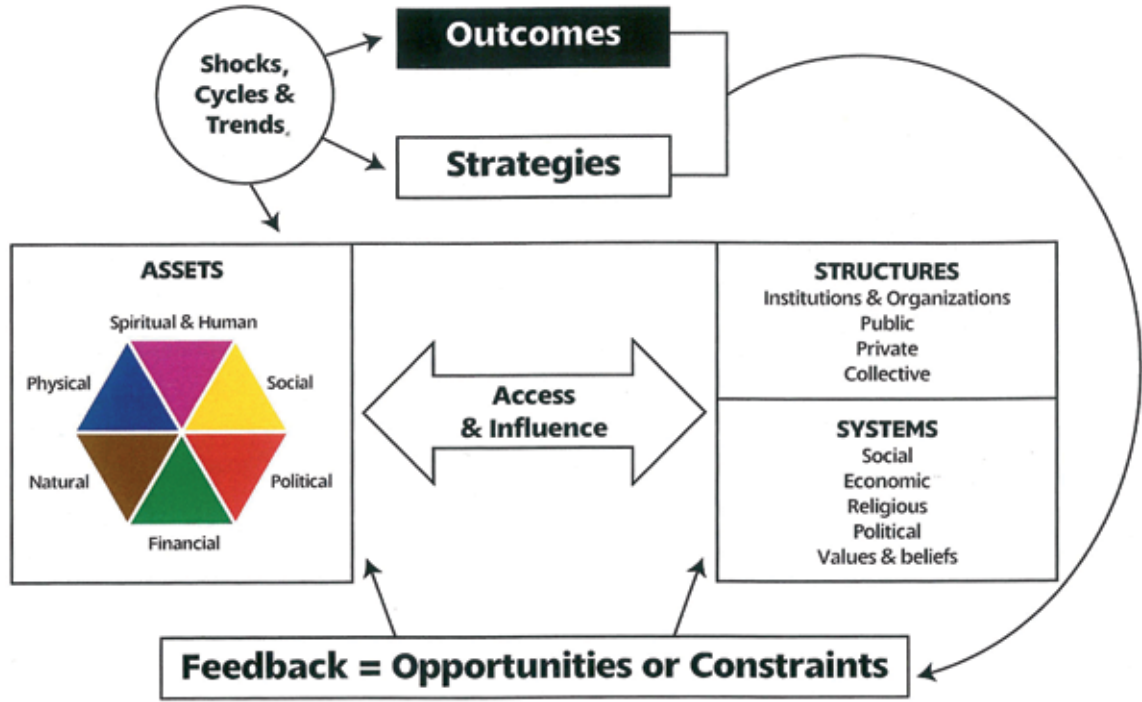 Outcomes
Shocks,
Cycles &
Trends.
Strategies
ASSETS
Spiritual & Human
Physical
Social
Natural
Political
Financial
Access
& Influence
STRUCTURES
Institutions & Organizations
Public
Private
Collective
SYSTEMS
Social
Economic
Religious
Political
Values & beliefs
Feedback = Opportunities or Constraints